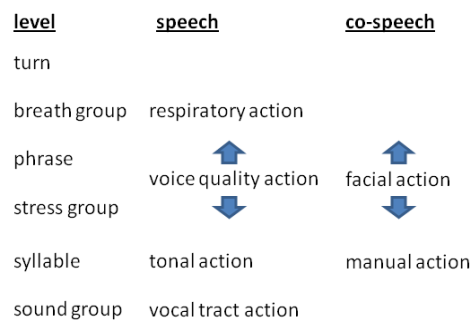 level speech co-speech
turn
breath group respiratory action
phrase
voice quality action facial action
stress group
syllable tonal action manual action
sound group vocal tract action